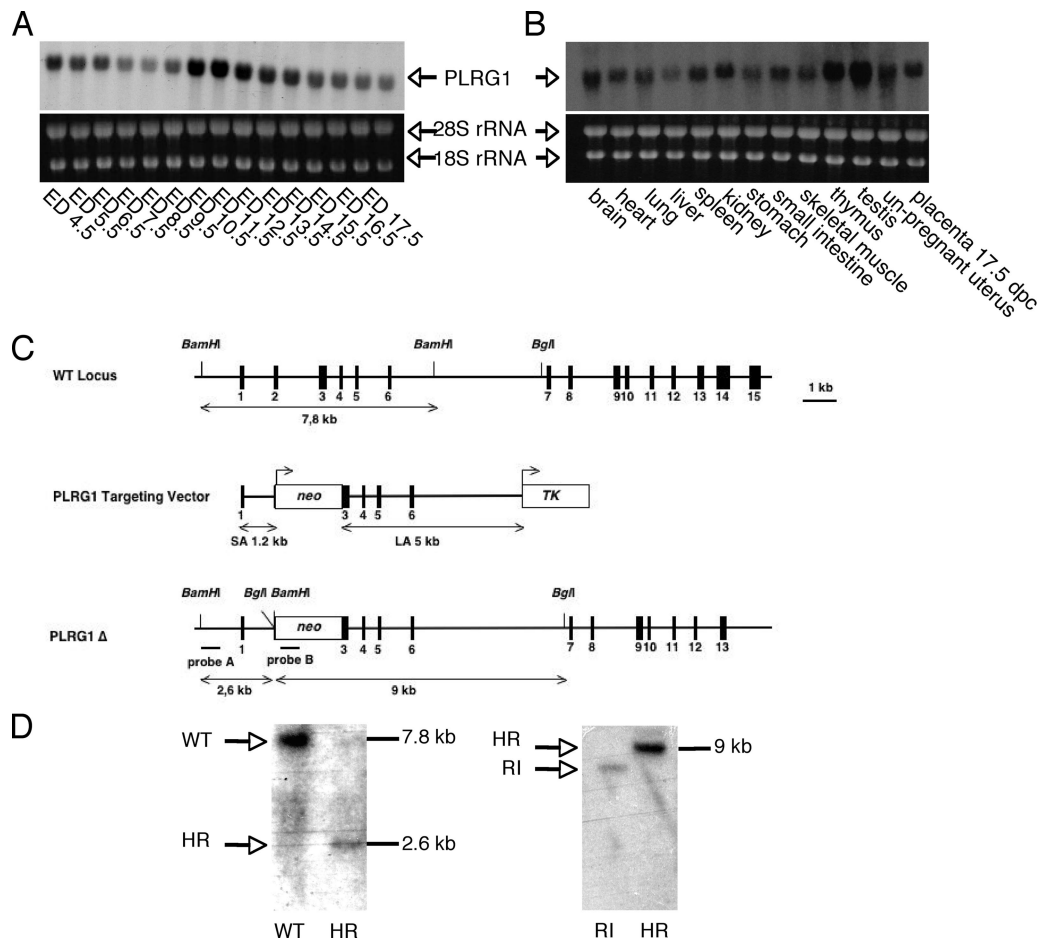 A
B
PLRG1
28S rRNA
18S rRNA
ED 4.5
ED 5.5
ED 6.5
ED 7.5
ED 8.5
ED 9.5
ED 10.5
ED 11.5
ED 12.5
ED 13.5
ED 14.5
ED 15.5
ED 16.5
ED 17.5
brain
heart
lung
liver
spleen
kidney
stomach
small intestine
skeletal muscle
thymus
testis
un-pregnant uterus
placenta 17.5 dpc
C
BamHI BamHI BglI
WT Locus
1 2 3 4 5 6 7 8 9 10 11 12 13 14 15
1 kb
7,8 kb
PLRG1 Targeting Vector
neo
TK
1 3 4 5 6
SA 1.2 kb
LA 5 kb
BamHI BglI BamHI BglI
PLRG1 Δ
neo
1 3 4 5 6 7 8 9 10 11 12 13
probe A
probe B
2,6 kb
9 kb
D
WT
7.8 kb
HR
2.6 kb
WT HR
HR
9 kb
RI
RI HR